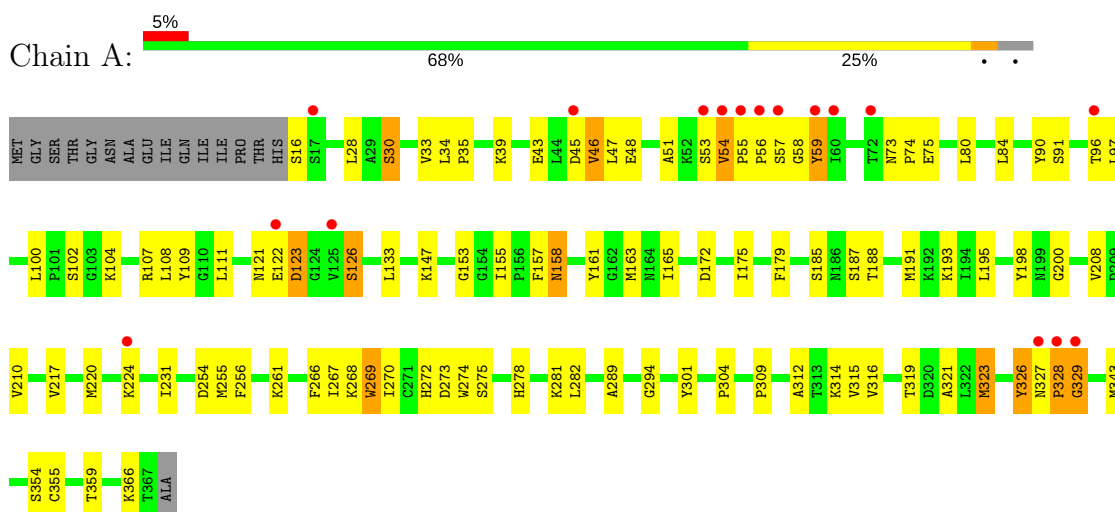 5%
Chain A:
68% 25% • •
MET GLY SER THR GLY ASN ALA GLU ILE GLN ILE ILE PRO THR HIS S16 S17 L28 A29 S30 V33 L34 P35 K39 E43 L44 D45 V46 L47 E48 A51 K52 S53 V54 P55 P56 S57 G58 Y59 I60 T72 N73 P74 E75 L80 L84 Y90 S91 T96 L97
L100 P101 S102 G103 K104 R107 L108 Y109 G110 L111 N121 E122 D123 G124 V125 S126 L133 K147 G153 G154 I155 P156 F157 N158 Y161 G162 M163 N164 I165 D172 I175 F179 S185 N186 S187 T188 M191 K192 K193 I194 L195 Y198 N199 G200 V208 D209
V210 V217 M220 K224 I231 D254 M255 F256 K261 F266 I267 K268 W269 I270 C271 H272 D273 W274 S275 H278 K281 L282 A289 G294 Y301 P304 P309 A312 T313 K314 V315 V316 T319 D320 A321 L322 M323 Y326 N327 P328 G329 M343
S354 C355 T359 K366 T367 ALA